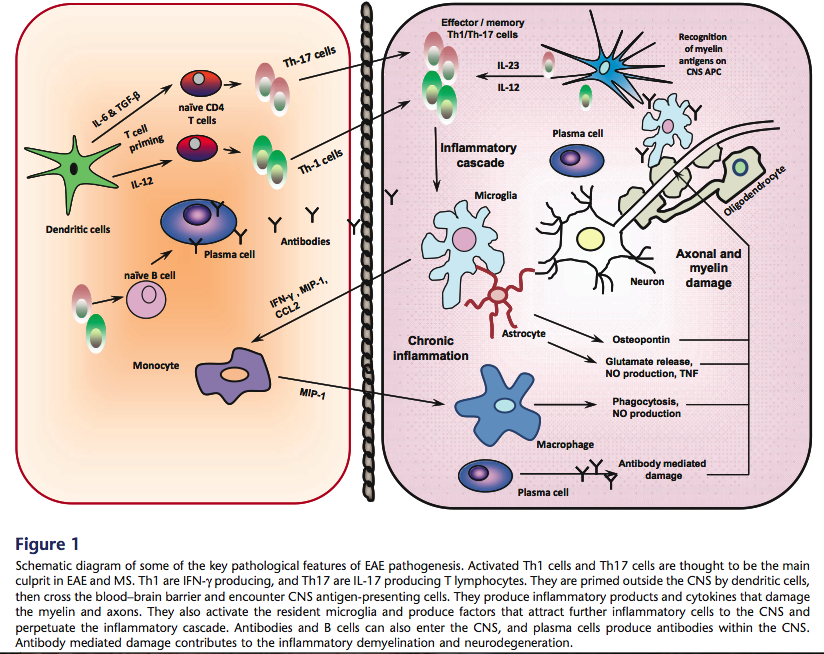 Effector / memory
Th1/Th-17 cells
Recognition
of myelin
antigens on
CNS APC
Th-17 cells
IL-23
IL-12
IL-6 & TGF-β
naïve CD4
T cells
T cell
priming
IL-12
Th-1 cells
Dendritic cells
Plasma cell
Antibodies
naïve B cell
Monocyte
IFN-γ , MIP-1,
CCL2
MIP-1
Inflammatory
cascade
Plasma cell
Microglia
Oligodendrocyte
Neuron
Axonal and
myelin
damage
Astrocyte
Chronic
inflammation
Osteopontin
Glutamate release,
NO production, TNF
Phagocytosis,
NO production
Macrophage
Antibody mediated
damage
Plasma cell
Figure 1
Schematic diagram of some of the key pathological features of EAE pathogenesis. Activated Th1 cells and Th17 cells are thought to be the main
culprit in EAE and MS. Th1 are IFN-γ producing, and Th17 are IL-17 producing T lymphocytes. They are primed outside the CNS by dendritic cells,
then cross the blood–brain barrier and encounter CNS antigen-presenting cells. They produce inflammatory products and cytokines that damage
the myelin and axons. They also activate the resident microglia and produce factors that attract further inflammatory cells to the CNS and
perpetuate the inflammatory cascade. Antibodies and B cells can also enter the CNS, and plasma cells produce antibodies within the CNS.
Antibody mediated damage contributes to the inflammatory demyelination and neurodegeneration.